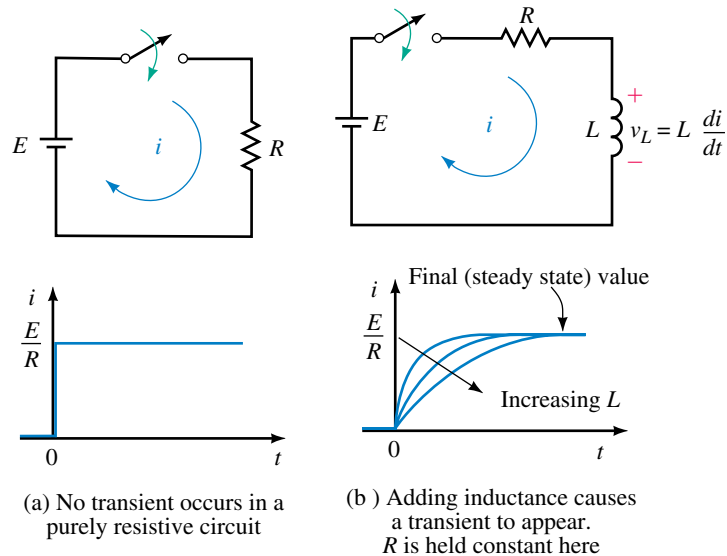 E
i
R
R
E
i
L
+
v_L = L di/dt
−
i
E/R
0
t
(a) No transient occurs in a
purely resistive circuit
Final (steady state) value
i
E/R
Increasing L
0
t
(b ) Adding inductance causes
a transient to appear.
R is held constant here